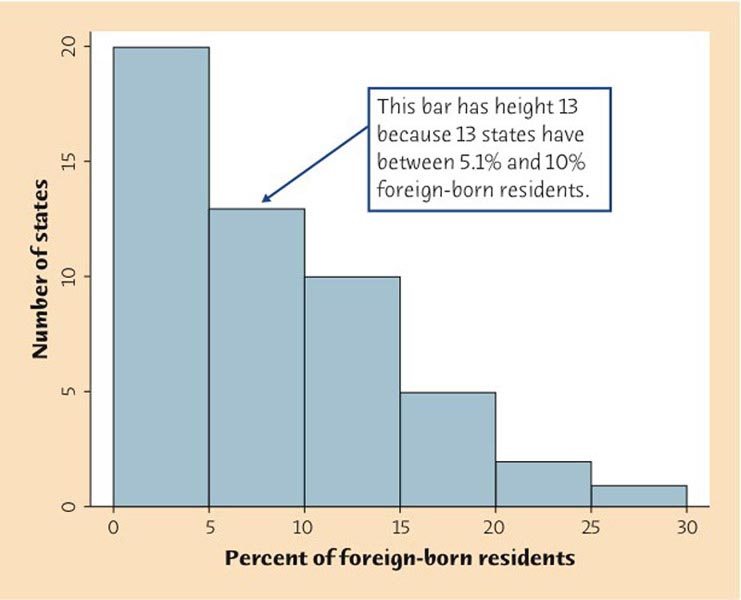 20
This bar has height 13
because 13 states have
between 5.1% and 10%
foreign-born residents.
15
Number of states
10
5
0
0 5 10 15 20 25 30
Percent of foreign-born residents